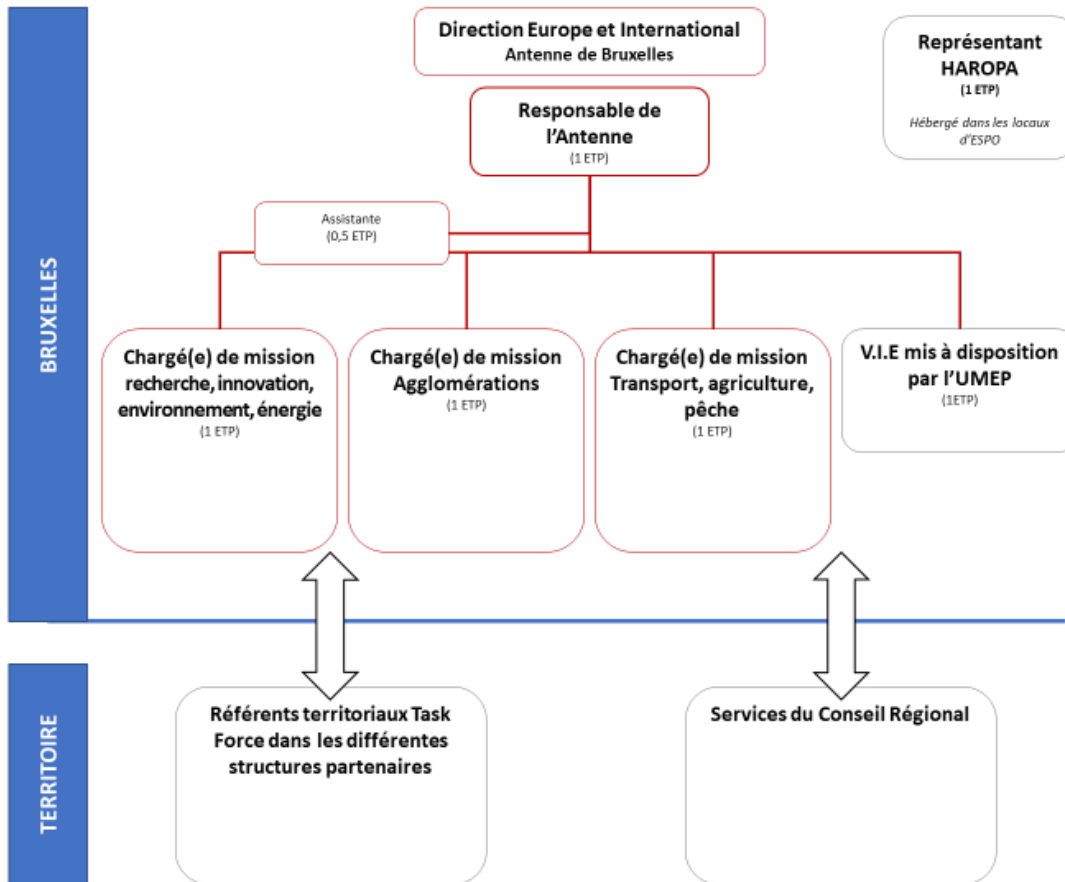 Direction Europe et International
Antenne de Bruxelles
Représentant
HAROPA
(1 ETP)
Hébergé dans les locaux
d'ESPO
Responsable de
l'Antenne
(1 ETP)
Assistante
(0,5 ETP)
BRUXELLES
Chargé(e) de mission
recherche, innovation,
environnement, énergie
(1 ETP)
Chargé(e) de mission
Agglomérations
(1 ETP)
Chargé(e) de mission
Transport, agriculture,
pêche
(1 ETP)
V.I.E mis à disposition
par l'UMEP
(1ETP)
TERRITOIRE
Référents territoriaux Task
Force dans les différentes
structures partenaires
Services du Conseil Régional